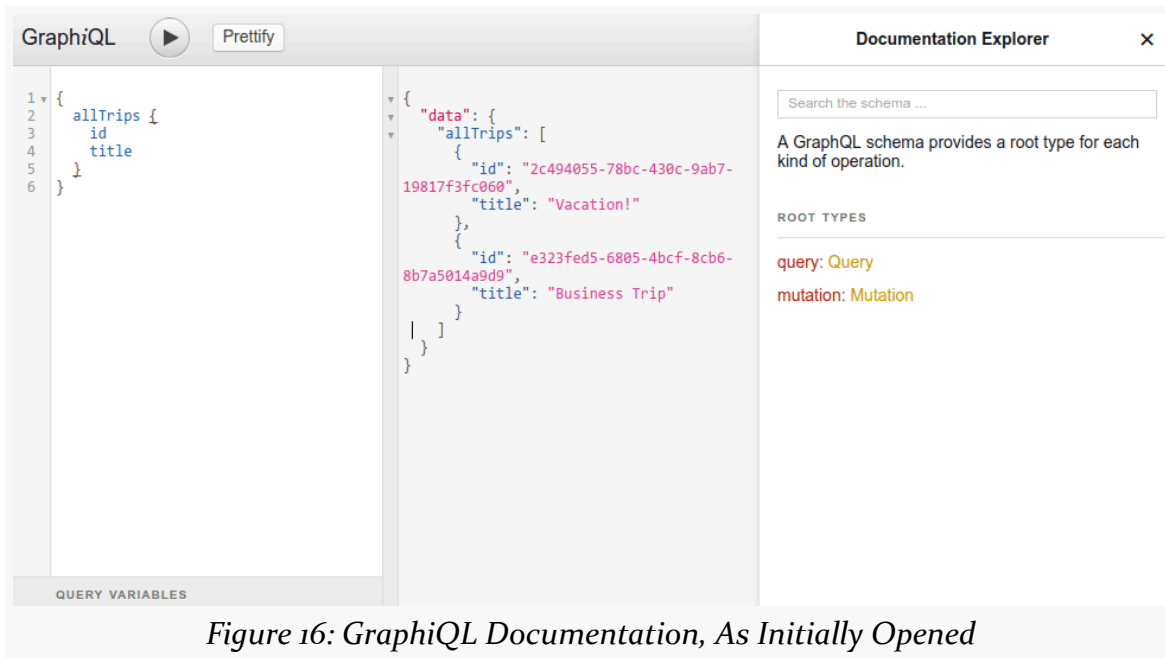 GraphiQL
Prettify
1 {
2 allTrips {
3 id
4 title
5 }
6 }
QUERY VARIABLES
{
"data": {
"allTrips": [
{
"id": "2c494055-78bc-430c-9ab7-
19817f3fc060",
"title": "Vacation!"
},
{
"id": "e323fed5-6805-4bcf-8cb6-
8b7a5014a9d9",
"title": "Business Trip"
}
]
}
}
Documentation Explorer
Search the schema ...
A GraphQL schema provides a root type for each
kind of operation.
ROOT TYPES
query: Query
mutation: Mutation
Figure 16: GraphiQL Documentation, As Initially Opened